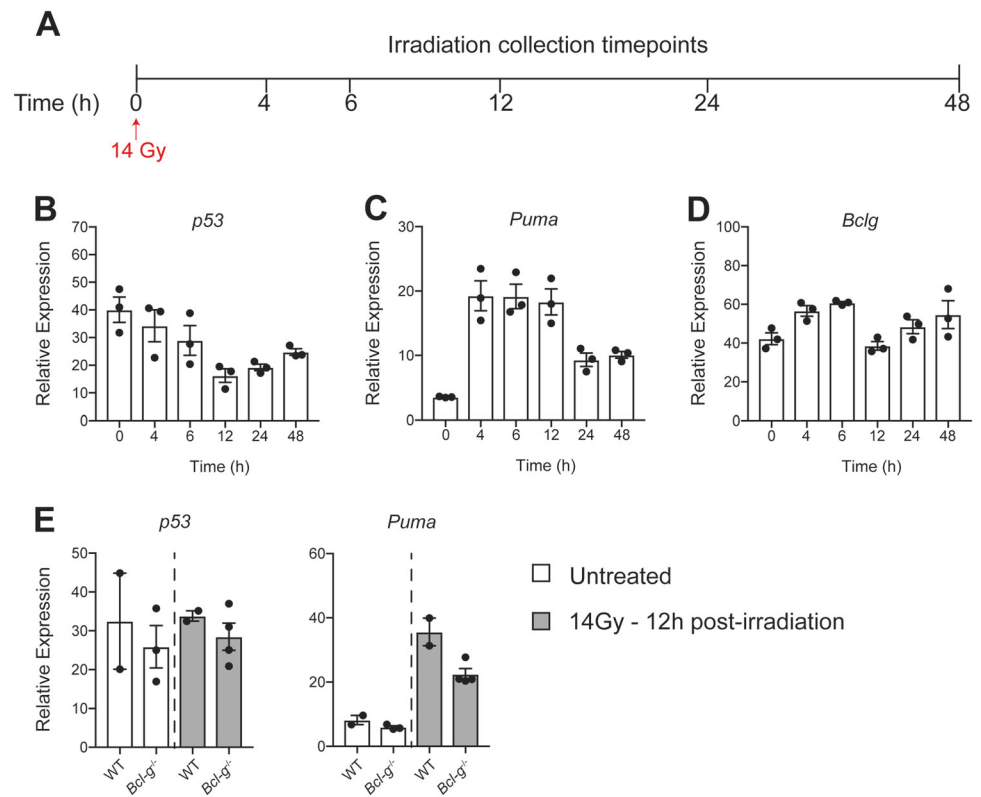 A
Irradiation collection timepoints
Time (h) 0 4 6 12 24 48
14 Gy
B
p53
Relative Expression
70
60
50
40
30
20
10
0
0 4 6 12 24 48
Time (h)
C
Puma
Relative Expression
30
20
10
0
0 4 6 12 24 48
Time (h)
D
Bclg
Relative Expression
100
80
60
40
20
0
0 4 6 12 24 48
Time (h)
E
p53
Relative Expression
50
40
30
20
10
0
WT Bcl-g-/- WT Bcl-g-/-
Puma
60
40
20
0
WT Bcl-g-/- WT Bcl-g-/-
Untreated
14Gy - 12h post-irradiation